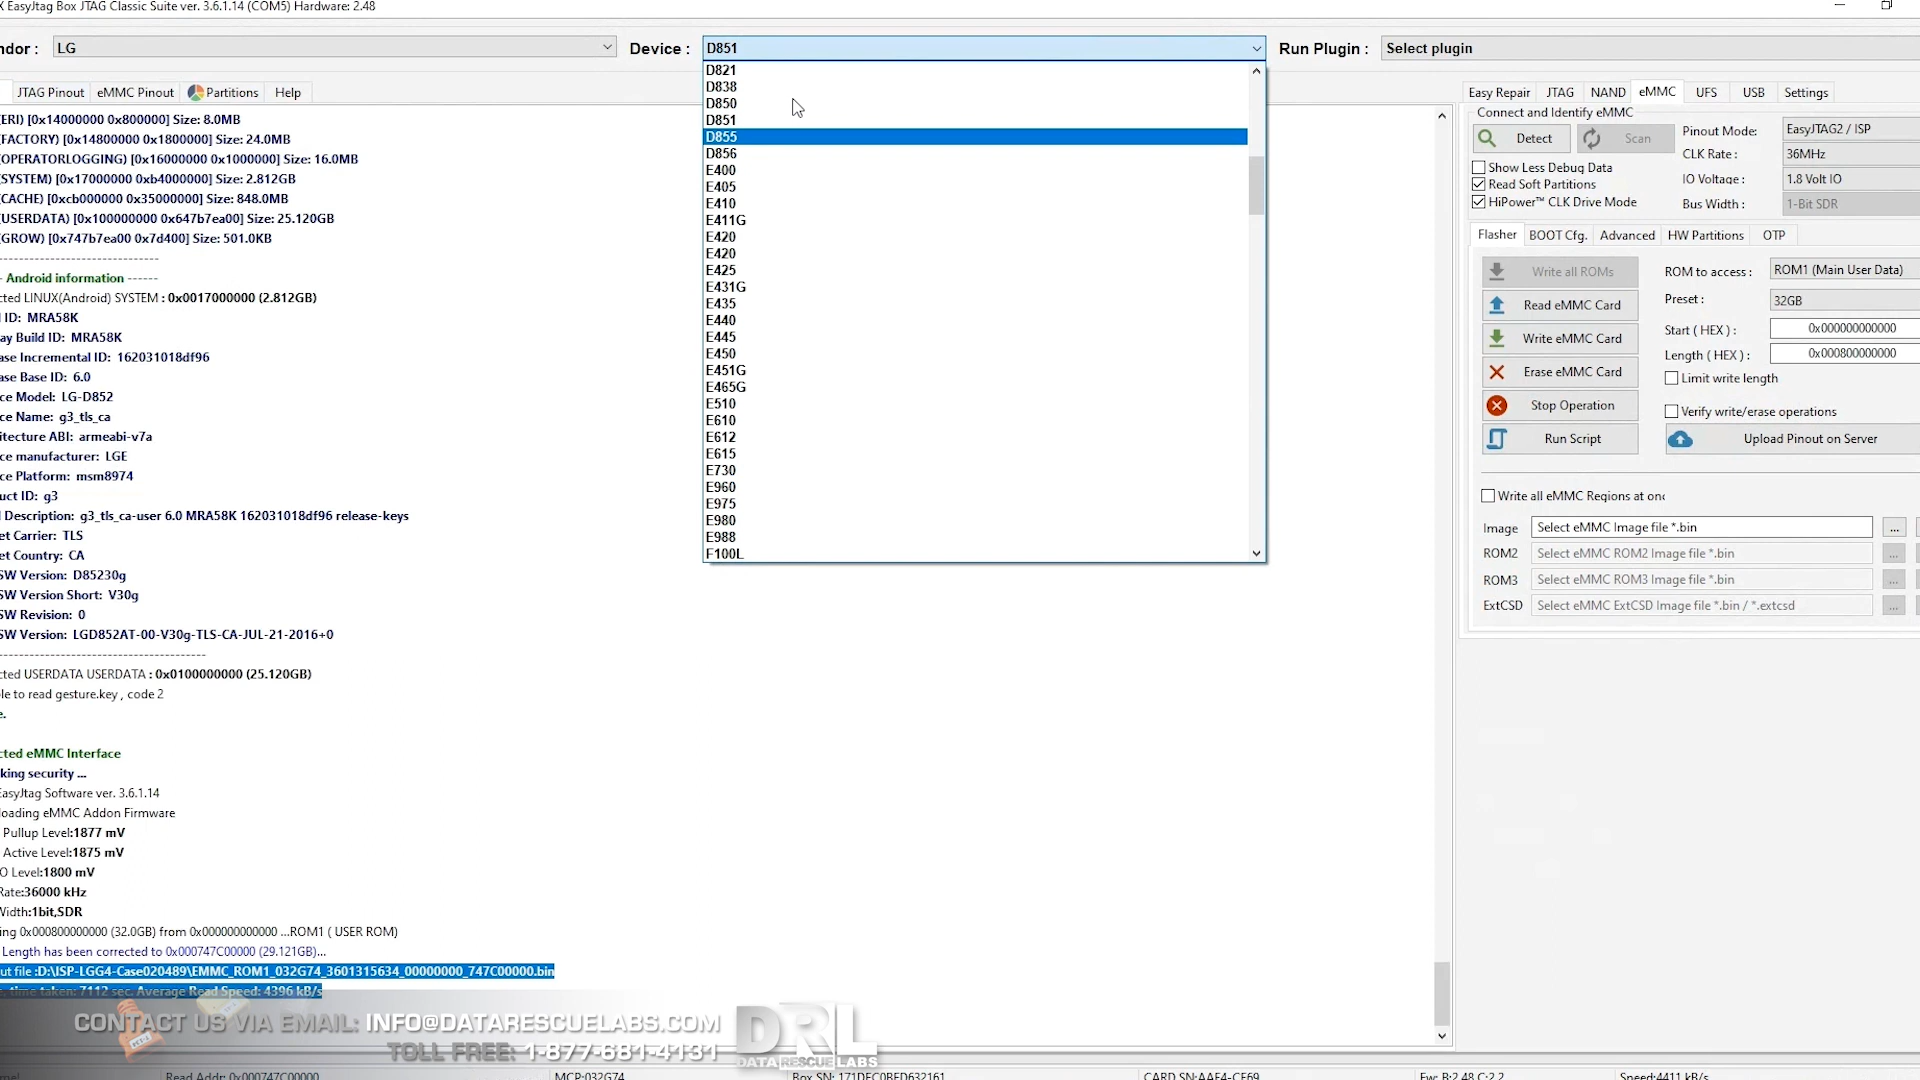 X EasyJtag Box JTAG Classic Suite ver. 3.6.1.14 (COM5) Hardware: 2.48
ndor : LG Device : D851 Run Plugin : Select plugin
JTAG Pinout eMMC Pinout Partitions Help
Easy Repair JTAG NAND eMMC UFS USB Settings
D821
D838
D850
D851
D855
D856
E400
E405
E410
E411G
E420
E420
E425
E431G
E435
E440
E445
E450
E451G
E465G
E510
E610
E612
E615
E730
E960
E975
E980
E988
F100L
(ERI) [0x14000000 0x800000] Size: 8.0MB
(FACTORY) [0x14800000 0x1800000] Size: 24.0MB
(OPERATORLOGGING) [0x16000000 0x1000000] Size: 16.0MB
(SYSTEM) [0x17000000 0xb4000000] Size: 2.812GB
(CACHE) [0xcb000000 0x35000000] Size: 848.0MB
(USERDATA) [0x100000000 0x647b7ea00] Size: 25.120GB
(GROW) [0x747b7ea00 0x7d400] Size: 501.0KB
--------------------------------
- Android information ------
cted LINUX(Android) SYSTEM : 0x0017000000 (2.812GB)
ID: MRA58K
ay Build ID: MRA58K
ase Incremental ID: 162031018df96
ase Base ID: 6.0
ce Model: LG-D852
ce Name: g3_tls_ca
itecture ABI: armeabi-v7a
ce manufacturer: LGE
ce Platform: msm8974
uct ID: g3
Description: g3_tls_ca-user 6.0 MRA58K 162031018df96 release-keys
et Carrier: TLS
et Country: CA
SW Version: D85230g
SW Version Short: V30g
SW Revision: 0
SW Version: LGD852AT-00-V30g-TLS-CA-JUL-21-2016+0
------------------------------------------
cted USERDATA USERDATA : 0x0100000000 (25.120GB)
le to read gesture.key , code 2
e.
cted eMMC Interface
king security ...
EasyJtag Software ver. 3.6.1.14
loading eMMC Addon Firmware
Pullup Level:1877 mV
Active Level:1875 mV
O Level:1800 mV
Rate:36000 kHz
Width:1bit,SDR
ing 0x000800000000 (32.0GB) from 0x000000000000 ...ROM1 ( USER ROM)
Length has been corrected to 0x000747C00000 (29.121GB)...
ut file :D:\ISP-LGG4-Case020489\EMMC_ROM1_032G74_3601315634_00000000_747C00000.bin
, time taken: 7112 sec. Average Read Speed: 4396 kB/s
Connect and Identify eMMC
Detect Scan Pinout Mode: EasyJTAG2 / ISP
CLK Rate : 36MHz
Show Less Debug Data
Read Soft Partitions IO Voltage : 1.8 Volt IO
HiPower™ CLK Drive Mode Bus Width : 1-Bit SDR
Flasher BOOT Cfg. Advanced HW Partitions OTP
Write all ROMs ROM to access : ROM1 (Main User Data)
Read eMMC Card Preset : 32GB
Write eMMC Card Start ( HEX ) : 0x000000000000
Length ( HEX ) : 0x000800000000
Erase eMMC Card Limit write length
Stop Operation Verify write/erase operations
Run Script Upload Pinout on Server
Write all eMMC Regions at onc
Image Select eMMC Image file *.bin ...
ROM2 Select eMMC ROM2 Image file *.bin ...
ROM3 Select eMMC ROM3 Image file *.bin ...
ExtCSD Select eMMC ExtCSD Image file *.bin / *.extcsd ...
CONTACT US VIA EMAIL: INFO@DATARESCUELABS.COM
TOLL FREE: 1-877-681-4131
DRL
DATA RESCUE LABS
Read Addr: 0x000747C00000 MCP:032G74 Box SN: 171DFC0BED632161 CARD SN:AAF4-CF69 Fw: B:2.48 C:2.2 Speed:4411 kB/s